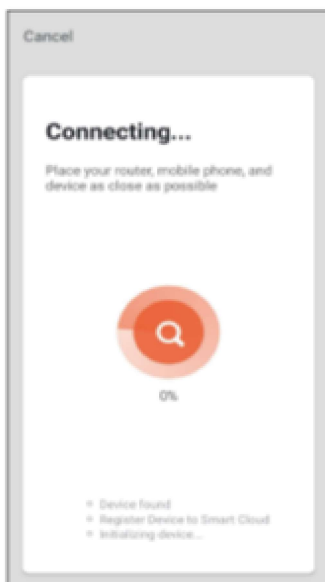 Cancel
Connecting...
Place your router, mobile phone, and
device as close as possible
0%
Device found
Register Device to Smart Cloud
Initializing device...